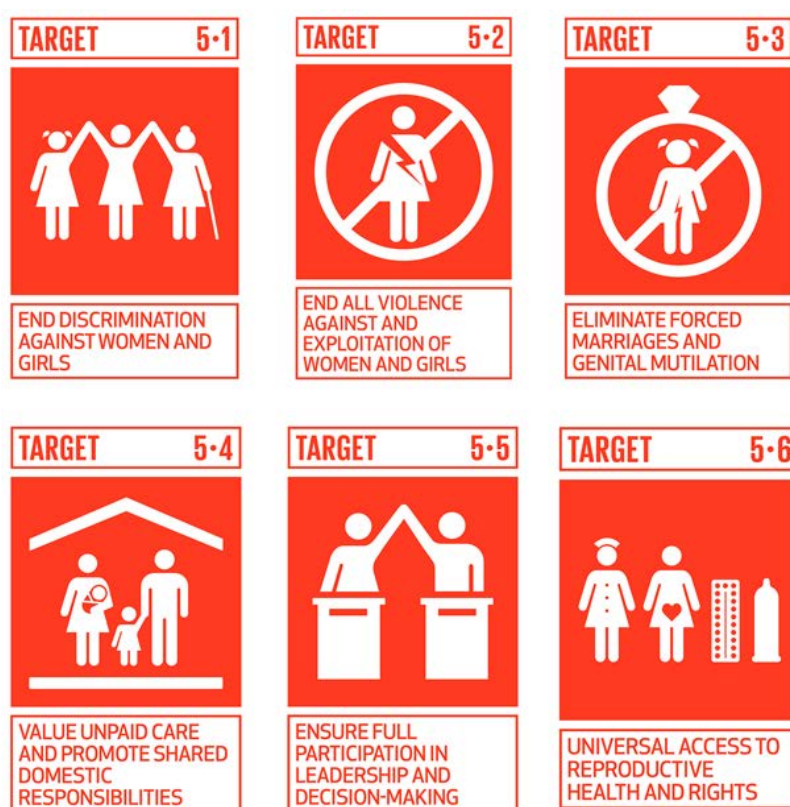 TARGET 5·1
END DISCRIMINATION
AGAINST WOMEN AND
GIRLS
TARGET 5·2
END ALL VIOLENCE
AGAINST AND
EXPLOITATION OF
WOMEN AND GIRLS
TARGET 5·3
ELIMINATE FORCED
MARRIAGES AND
GENITAL MUTILATION
TARGET 5·4
VALUE UNPAID CARE
AND PROMOTE SHARED
DOMESTIC
RESPONSIBILITIES
TARGET 5·5
ENSURE FULL
PARTICIPATION IN
LEADERSHIP AND
DECISION-MAKING
TARGET 5·6
UNIVERSAL ACCESS TO
REPRODUCTIVE
HEALTH AND RIGHTS